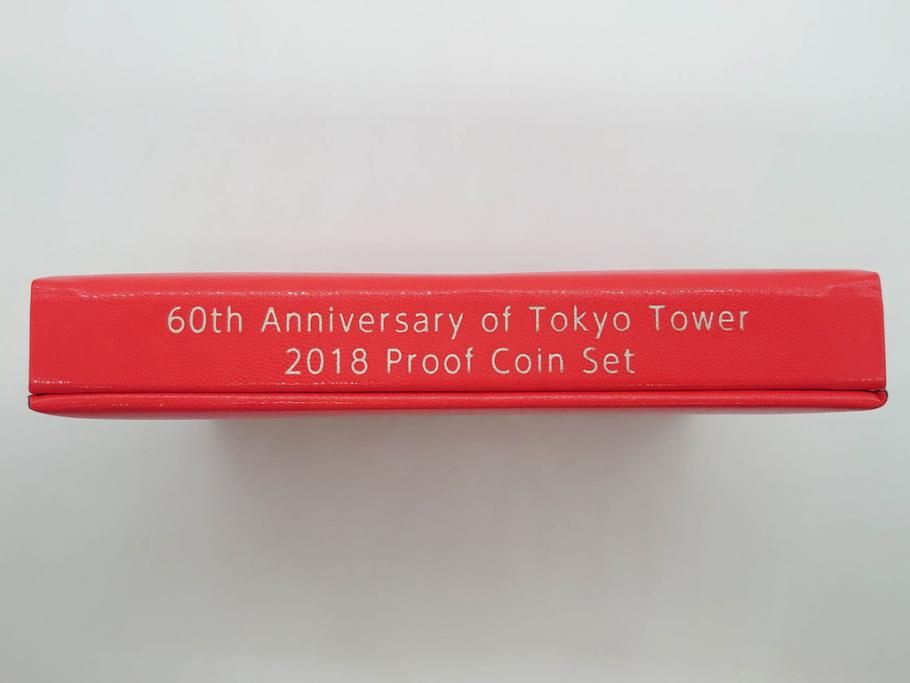 60th Anniversary of Tokyo Tower
2018 Proof Coin Set